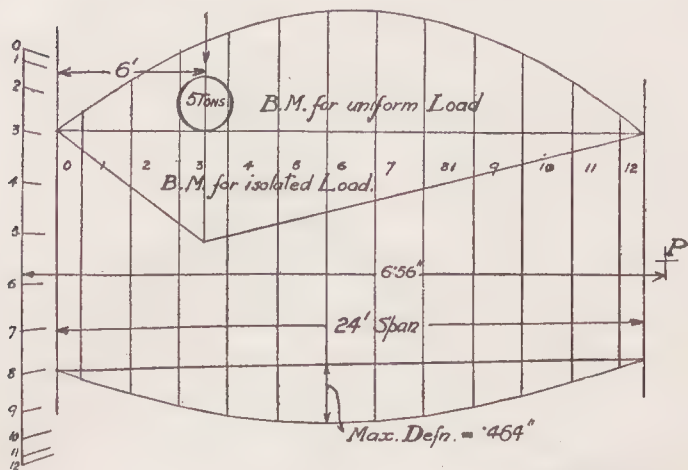 0
1
2
3
4
5
6
7
8
9
10
11
12
6'
5 Tons
B.M. for uniform Load
0 1 2 3 4 5 6 7 81 9 10 11 12
B.M. for isolated Load.
P
6·56"
24' Span
Max. Defn. = ·464"